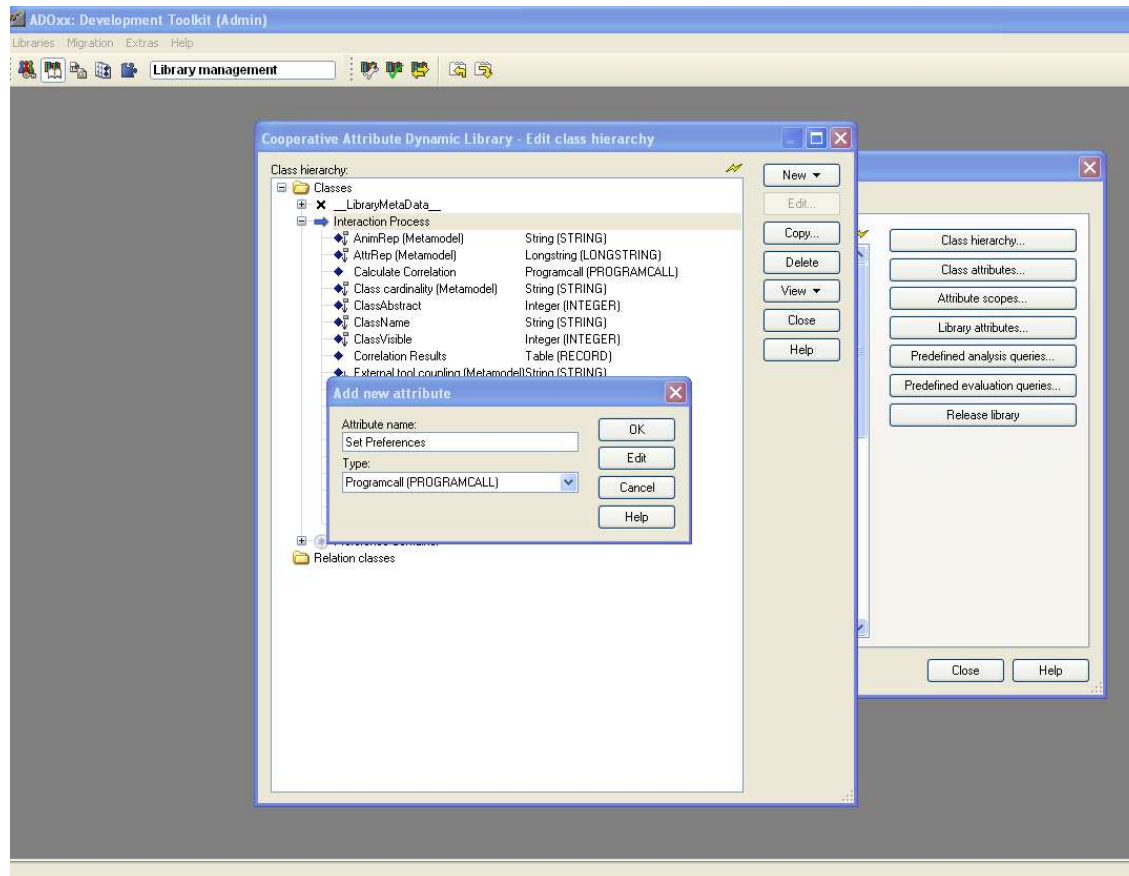 ADOxx: Development Toolkit (Admin)
Libraries Migration Extras Help
Library management
Cooperative Attribute Dynamic Library - Edit class hierarchy
Class hierarchy:
Classes
__LibraryMetaData__
Interaction Process
AnimRep (Metamodel) String (STRING)
AttrRep (Metamodel) Longstring (LONGSTRING)
Calculate Correlation Programcall (PROGRAMCALL)
Class cardinality (Metamodel) String (STRING)
ClassAbstract Integer (INTEGER)
ClassName String (STRING)
ClassVisible Integer (INTEGER)
Correlation Results Table (RECORD)
External tool coupling (Metamodel) String (STRING)
Relation classes
New
Edit...
Copy...
Delete
View
Close
Help
Add new attribute
Attribute name:
Set Preferences
Type:
Programcall (PROGRAMCALL)
OK
Edit
Cancel
Help
Class hierarchy...
Class attributes...
Attribute scopes...
Library attributes...
Predefined analysis queries...
Predefined evaluation queries...
Release library
Close Help